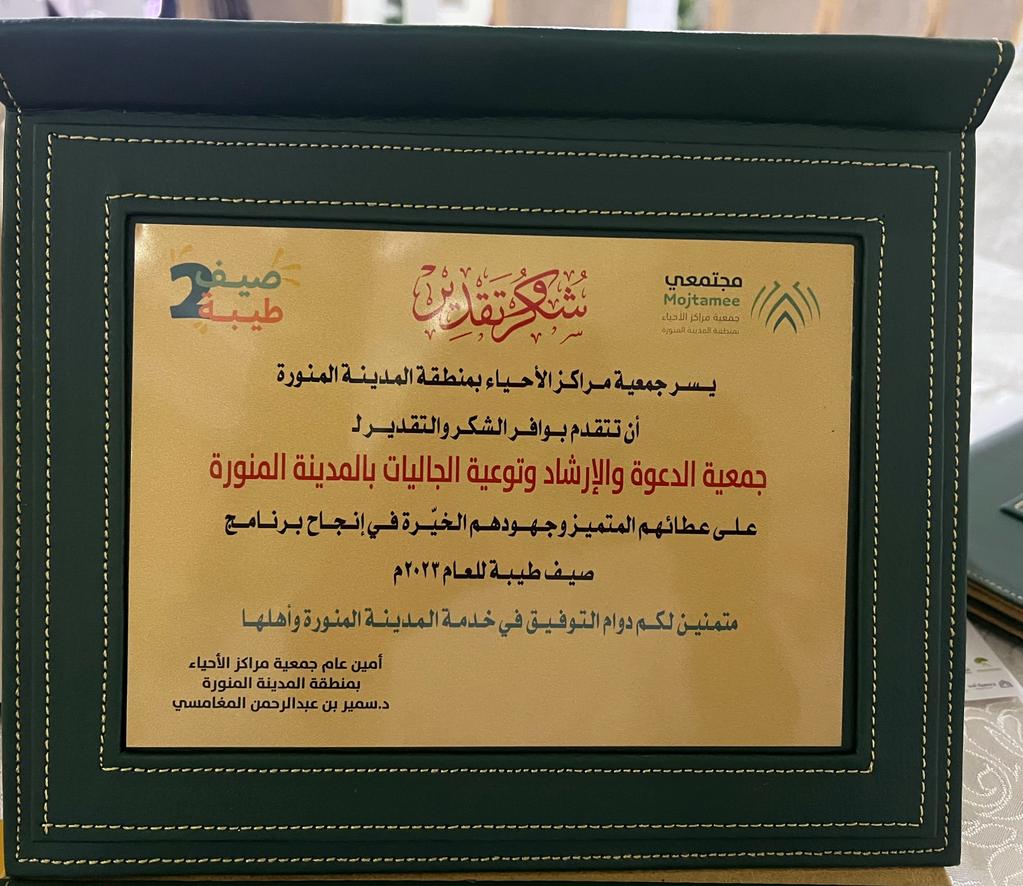 مجتمعي
Mojtamee
جمعية مراكز الأحياء
بمنطقة المدينة المنورة
شكر وتقدير
صيف
طيبة
2
يسر جمعية مراكز الأحياء بمنطقة المدينة المنورة
أن تتقدم بوافر الشكر والتقدير لـ
جمعية الدعوة والإرشاد وتوعية الجاليات بالمدينة المنورة
على عطائهم المتميز وجهودهم الخيّرة في إنجاح برنامج
صيف طيبة للعام ٢٠٢٣م
متمنين لكم دوام التوفيق في خدمة المدينة المنورة وأهلها
أمين عام جمعية مراكز الأحياء
بمنطقة المدينة المنورة
د.سمير بن عبدالرحمن المغامسي